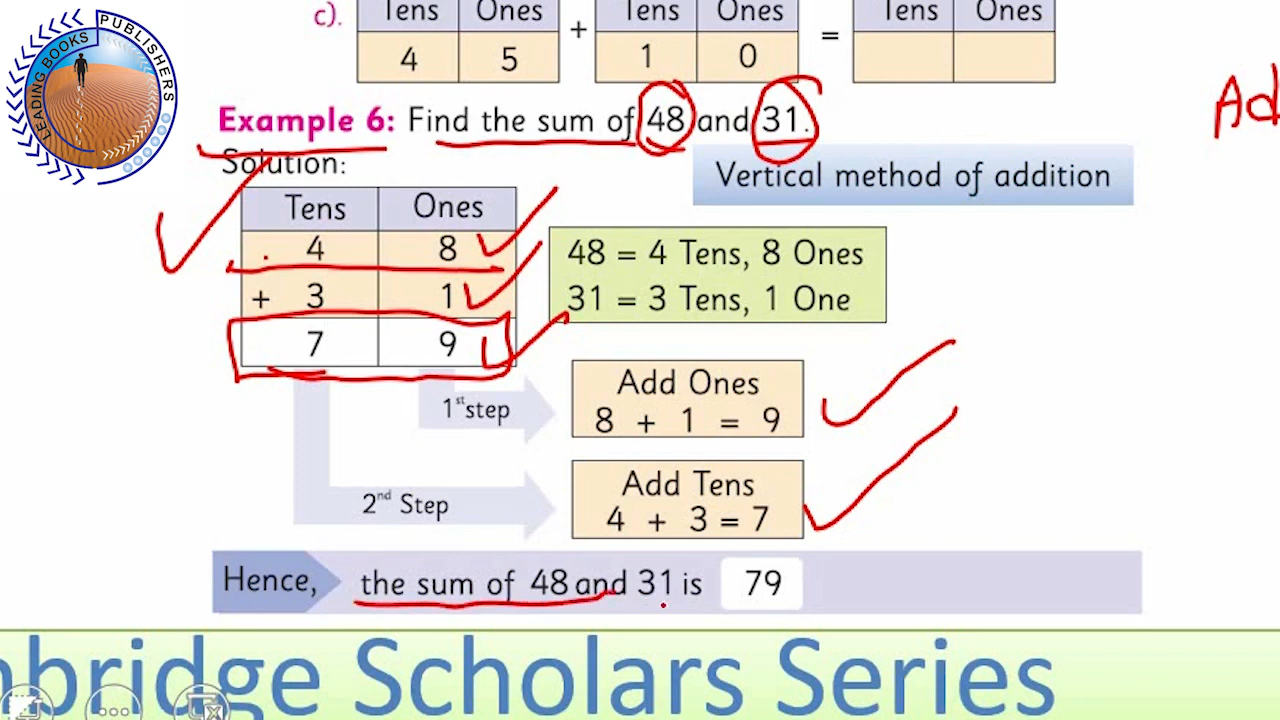 LEADING BOOKS PUBLISHERS
c).
Tens Ones Tens Ones Tens Ones
4 5 + 1 0 =
Ad
Example 6: Find the sum of 48 and 31.
Solution:
Vertical method of addition
Tens Ones
4 8
+ 3 1
7 9
48 = 4 Tens, 8 Ones
31 = 3 Tens, 1 One
1st step
Add Ones
8 + 1 = 9
2nd Step
Add Tens
4 + 3 = 7
Hence, the sum of 48 and 31 is 79
nbridge Scholars Series